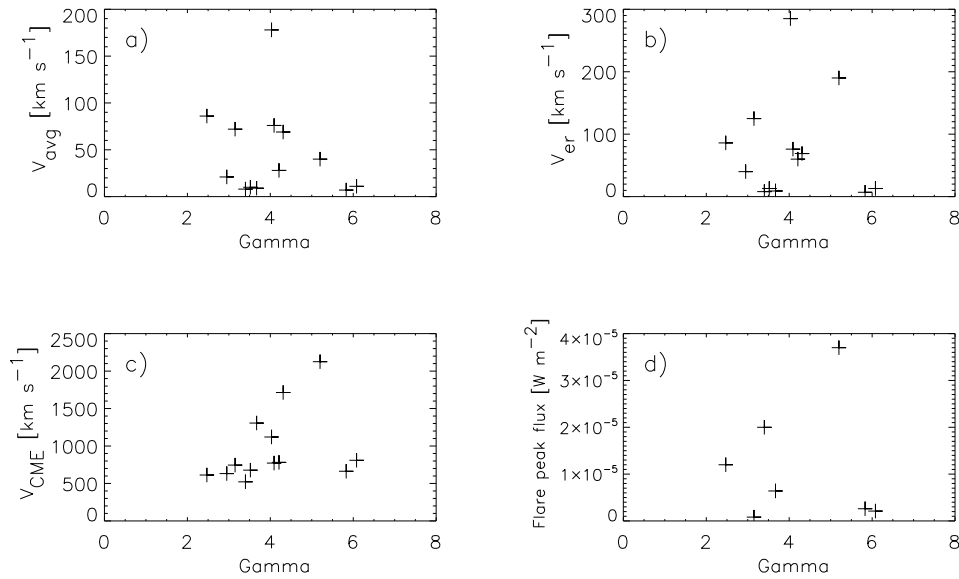 a)
V_avg [km s^-1]
200
150
100
50
0
0 2 4 6 8
Gamma
b)
V_er [km s^-1]
300
200
100
0
0 2 4 6 8
Gamma
c)
V_CME [km s^-1]
2500
2000
1500
1000
500
0
0 2 4 6 8
Gamma
d)
Flare peak flux [W m^-2]
4×10^-5
3×10^-5
2×10^-5
1×10^-5
0
0 2 4 6 8
Gamma